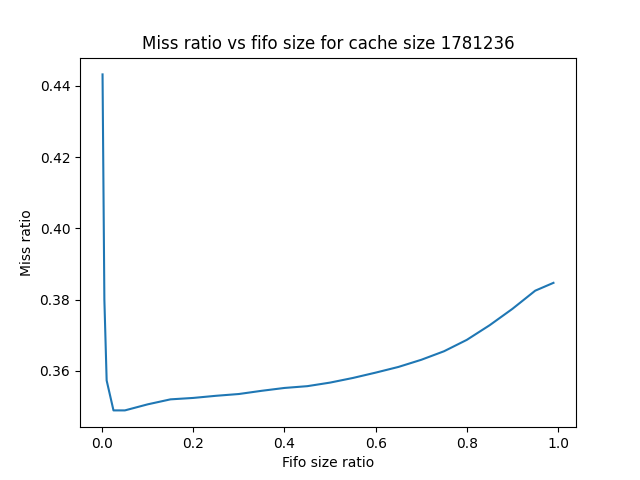 Miss ratio vs fifo size for cache size 1781236
0.44
0.42
0.40
0.38
0.36
Miss ratio
0.0 0.2 0.4 0.6 0.8 1.0
Fifo size ratio